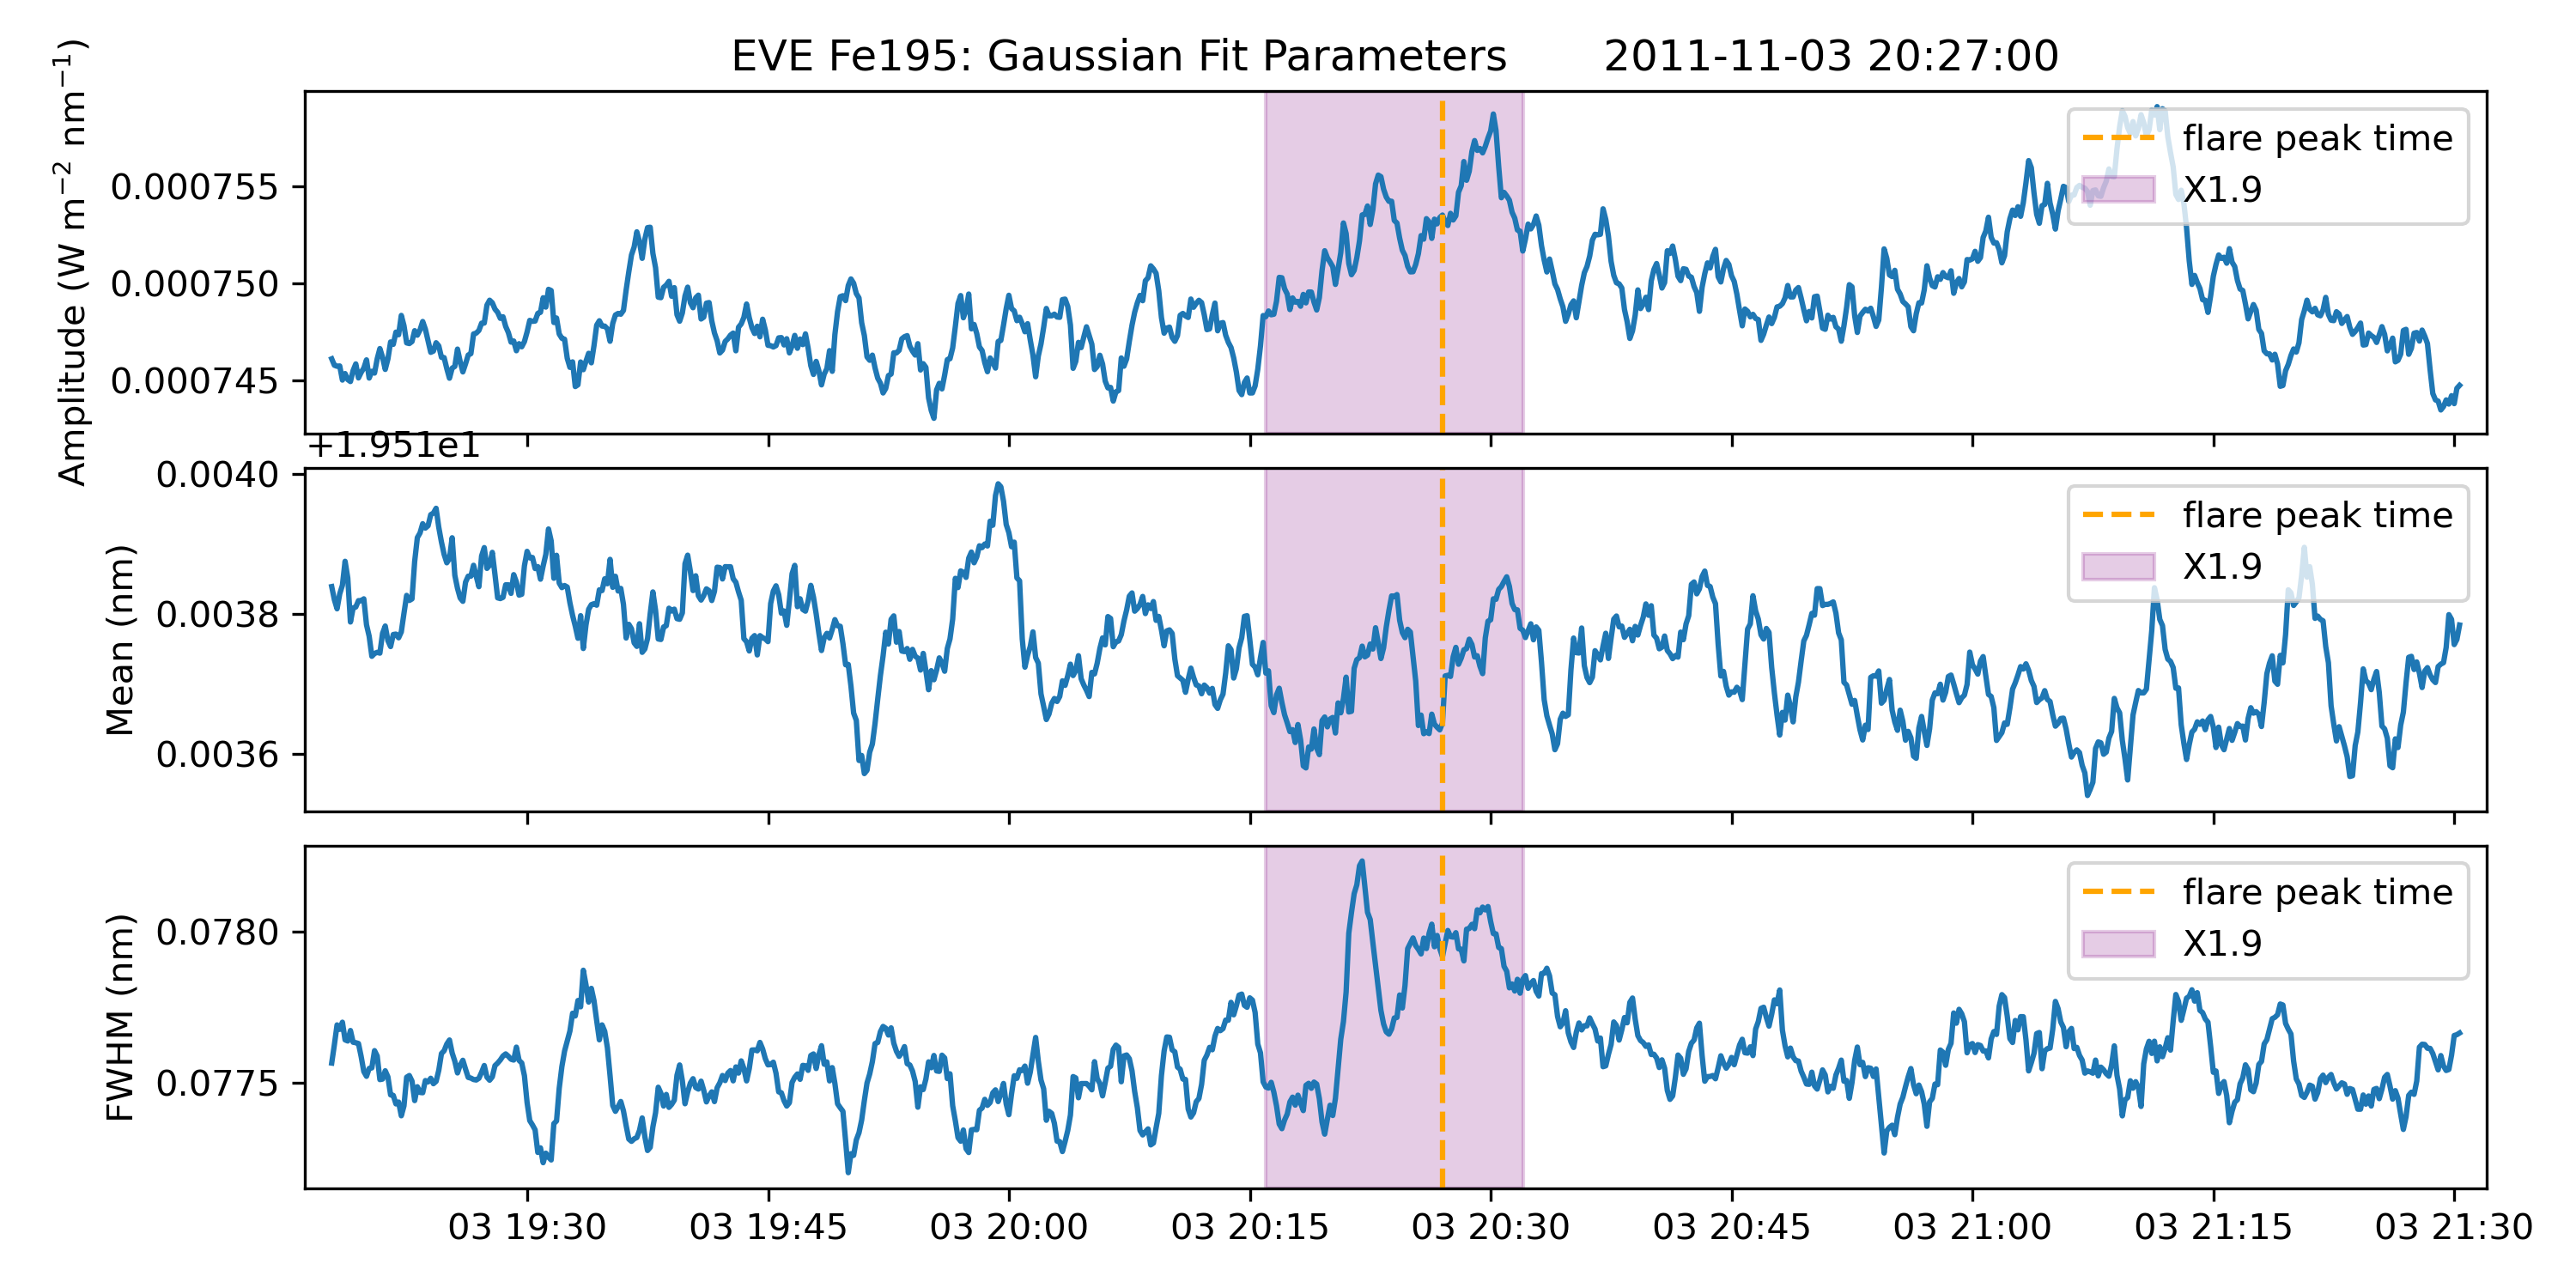 EVE Fe195: Gaussian Fit Parameters 2011-11-03 20:27:00
Amplitude (W m⁻² nm⁻¹)
0.000755
0.000750
0.000745
flare peak time
X1.9
+1.951e1
Mean (nm)
0.0040
0.0038
0.0036
flare peak time
X1.9
FWHM (nm)
0.0780
0.0775
flare peak time
X1.9
03 19:30 03 19:45 03 20:00 03 20:15 03 20:30 03 20:45 03 21:00 03 21:15 03 21:30